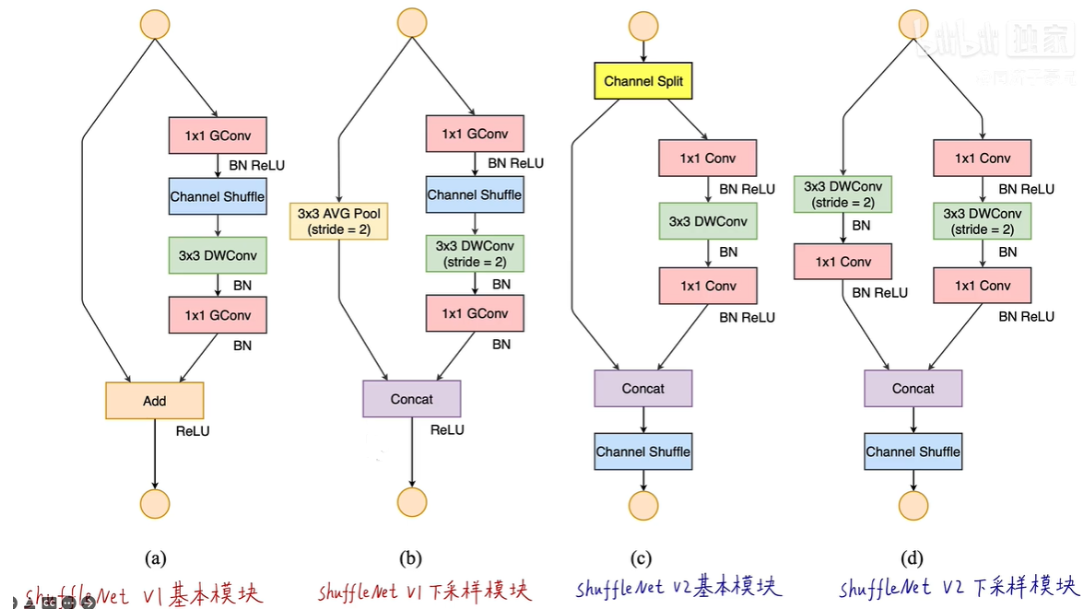 bilibili 独家
1x1 GConv
BN ReLU
Channel Shuffle
3x3 DWConv
BN
1x1 GConv
BN
Add
ReLU
(a)
shuffleNet V1基本模块
3x3 AVG Pool
(stride = 2)
1x1 GConv
BN ReLU
Channel Shuffle
3x3 DWConv
(stride = 2)
BN
1x1 GConv
BN
Concat
ReLU
(b)
shuffleNet V1下采样模块
Channel Split
1x1 Conv
BN ReLU
3x3 DWConv
BN
1x1 Conv
BN ReLU
Concat
Channel Shuffle
(c)
shuffleNet V2基本模块
3x3 DWConv
(stride = 2)
BN
1x1 Conv
BN ReLU
1x1 Conv
BN ReLU
3x3 DWConv
(stride = 2)
BN
1x1 Conv
BN ReLU
Concat
Channel Shuffle
(d)
shuffleNet V2 下采样模块